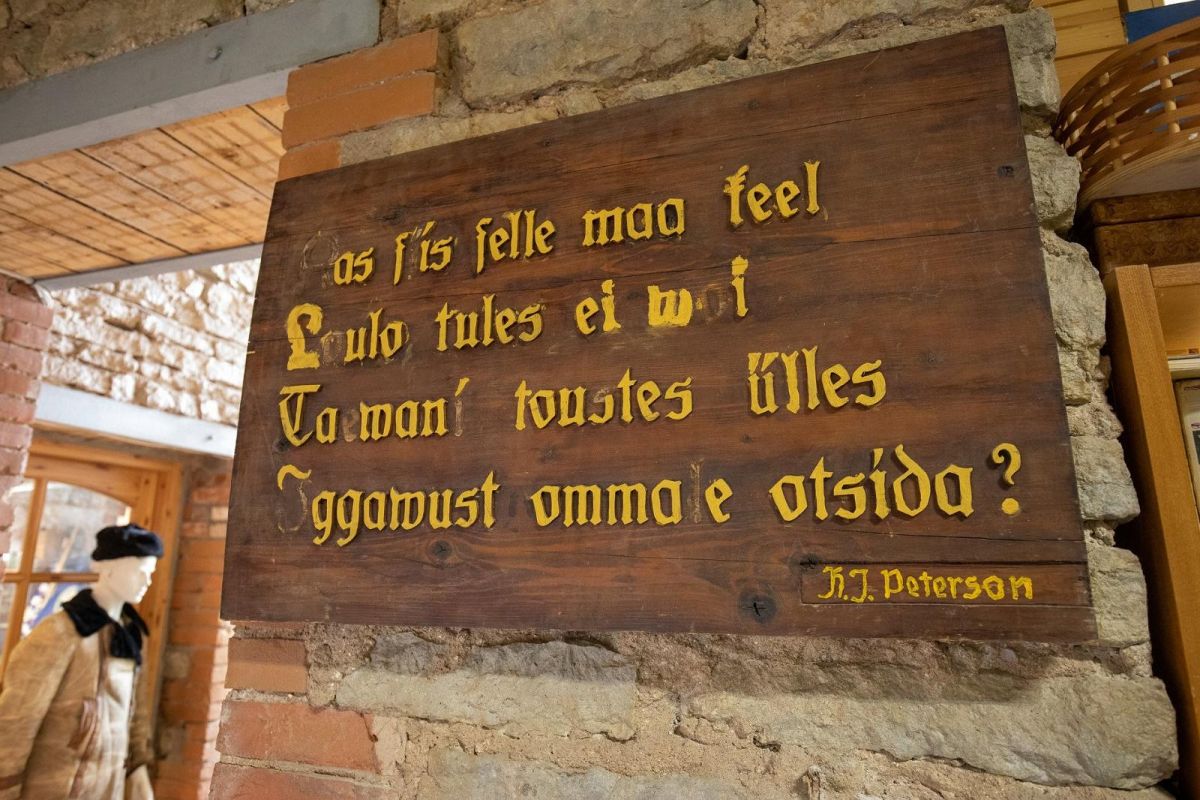 Kas siis selle maa keel
Laulo tules ei woi
Taewani toustes ülles
Iggawust ommale otsida?
K.J. Peterson